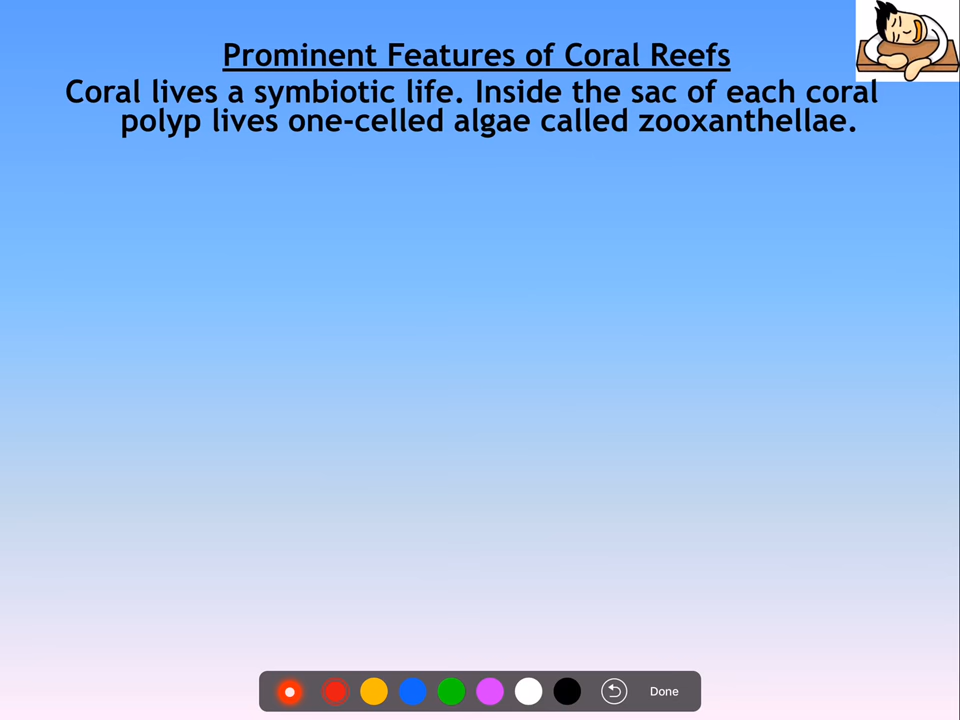 Prominent Features of Coral Reefs
Coral lives a symbiotic life. Inside the sac of each coral
polyp lives one-celled algae called zooxanthellae.
Done